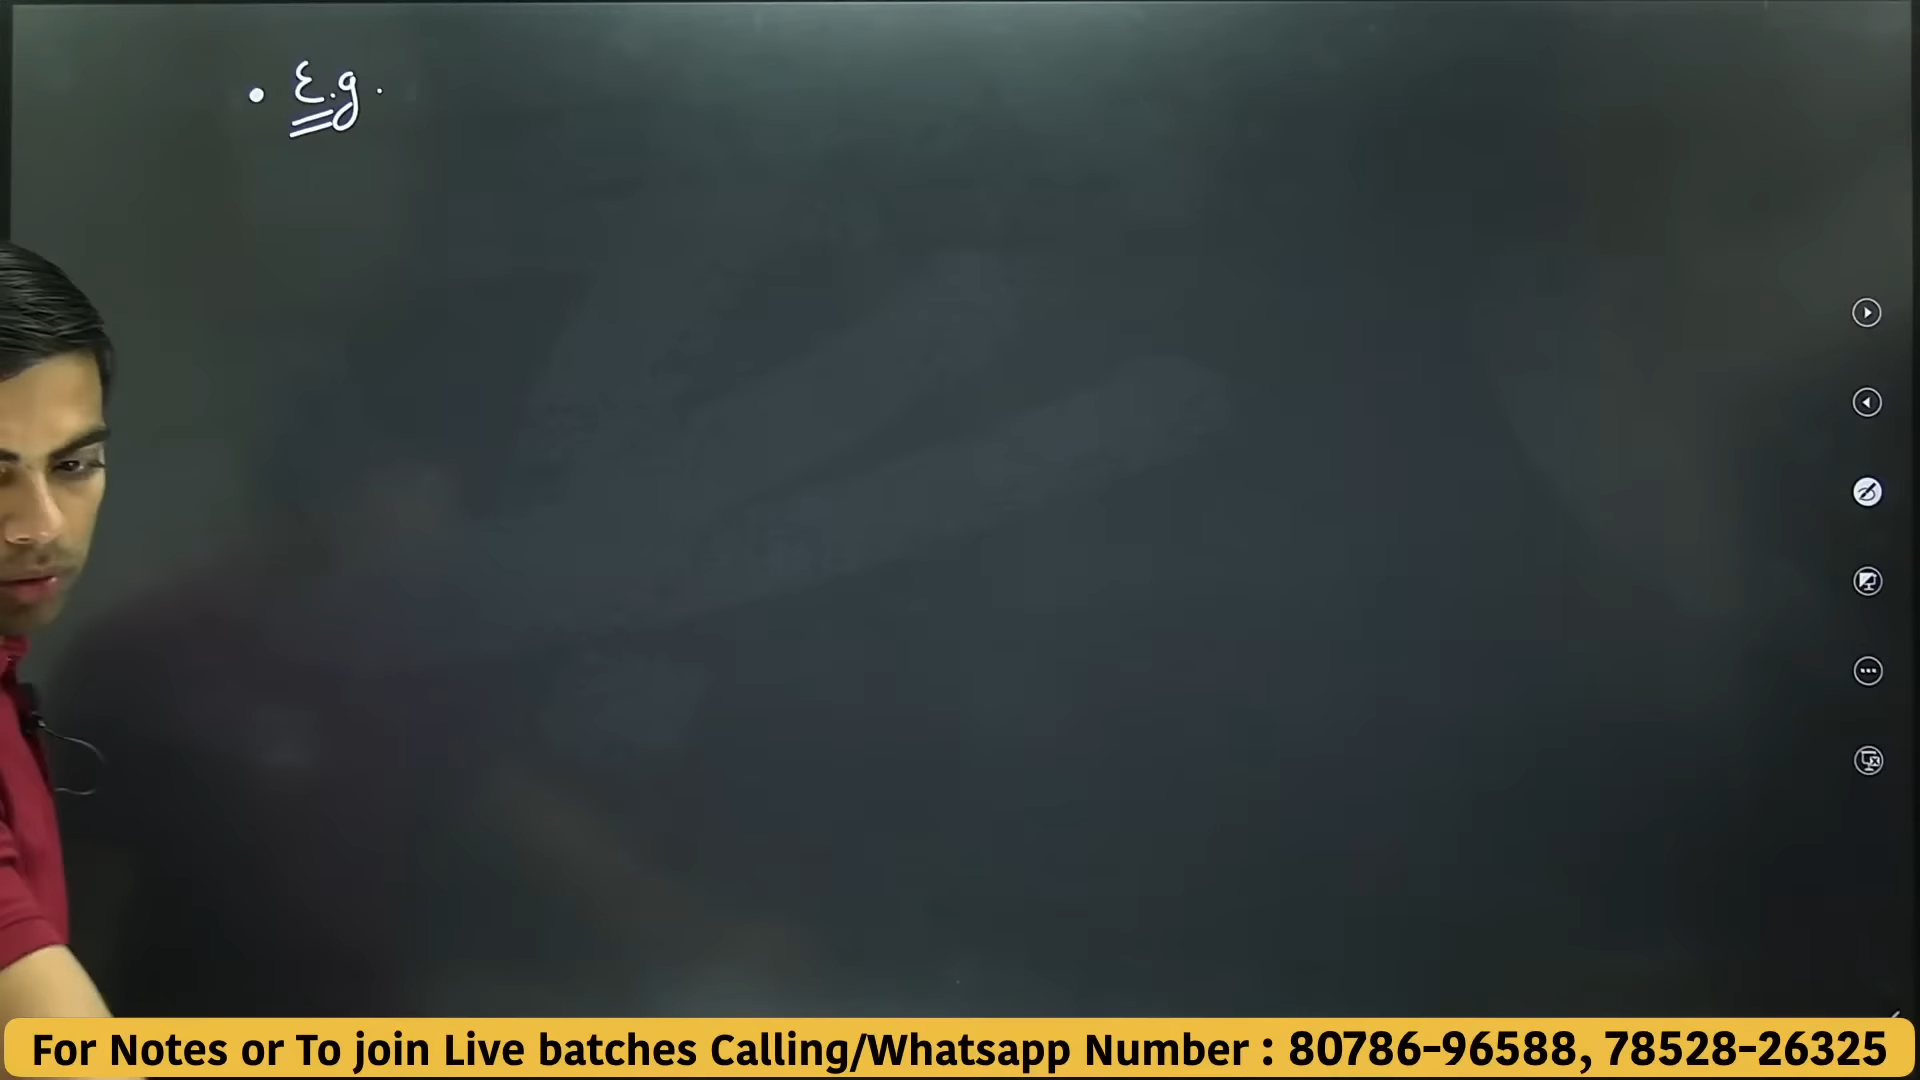 • E.g.
For Notes or To join Live batches Calling/Whatsapp Number : 80786-96588, 78528-26325